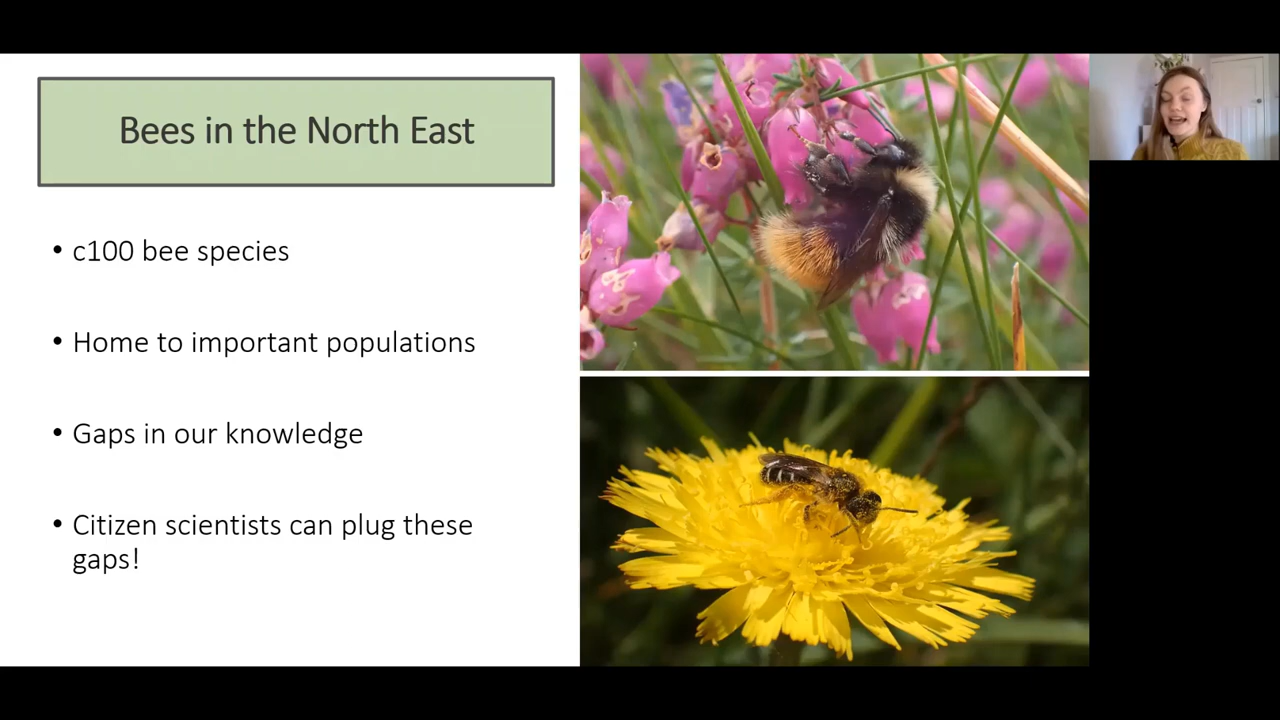 Bees in the North East
• c100 bee species
• Home to important populations
• Gaps in our knowledge
• Citizen scientists can plug these
gaps!